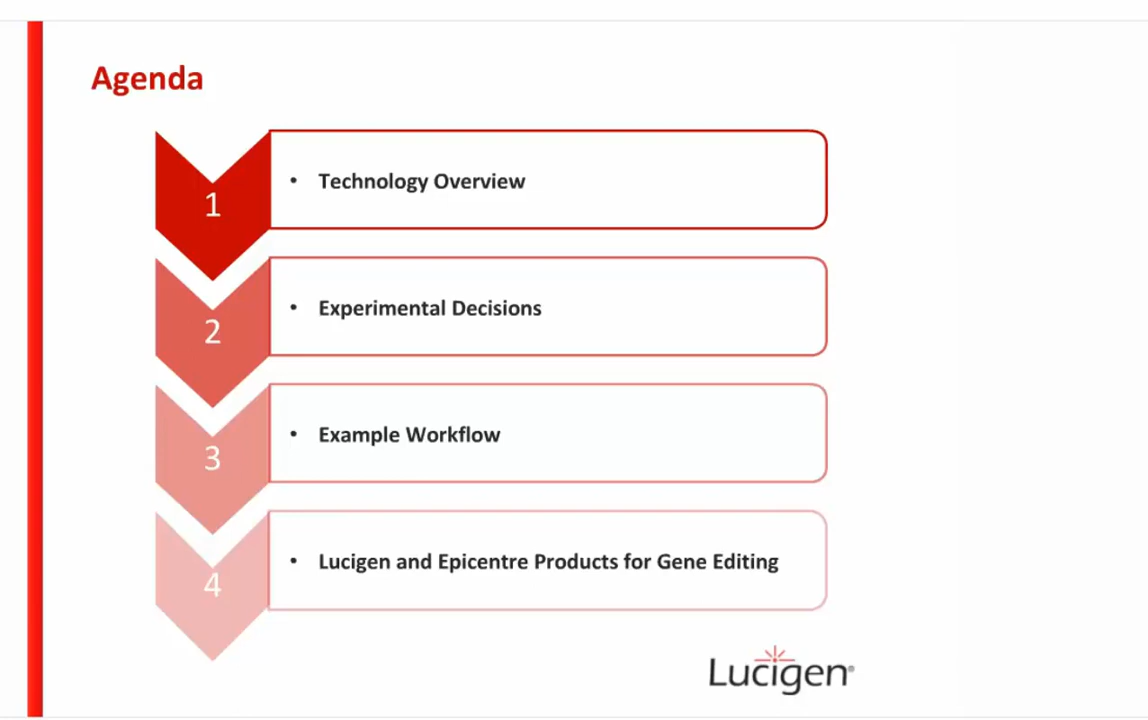 Agenda
1
• Technology Overview
2
• Experimental Decisions
3
• Example Workflow
4
• Lucigen and Epicentre Products for Gene Editing
Lucigen®